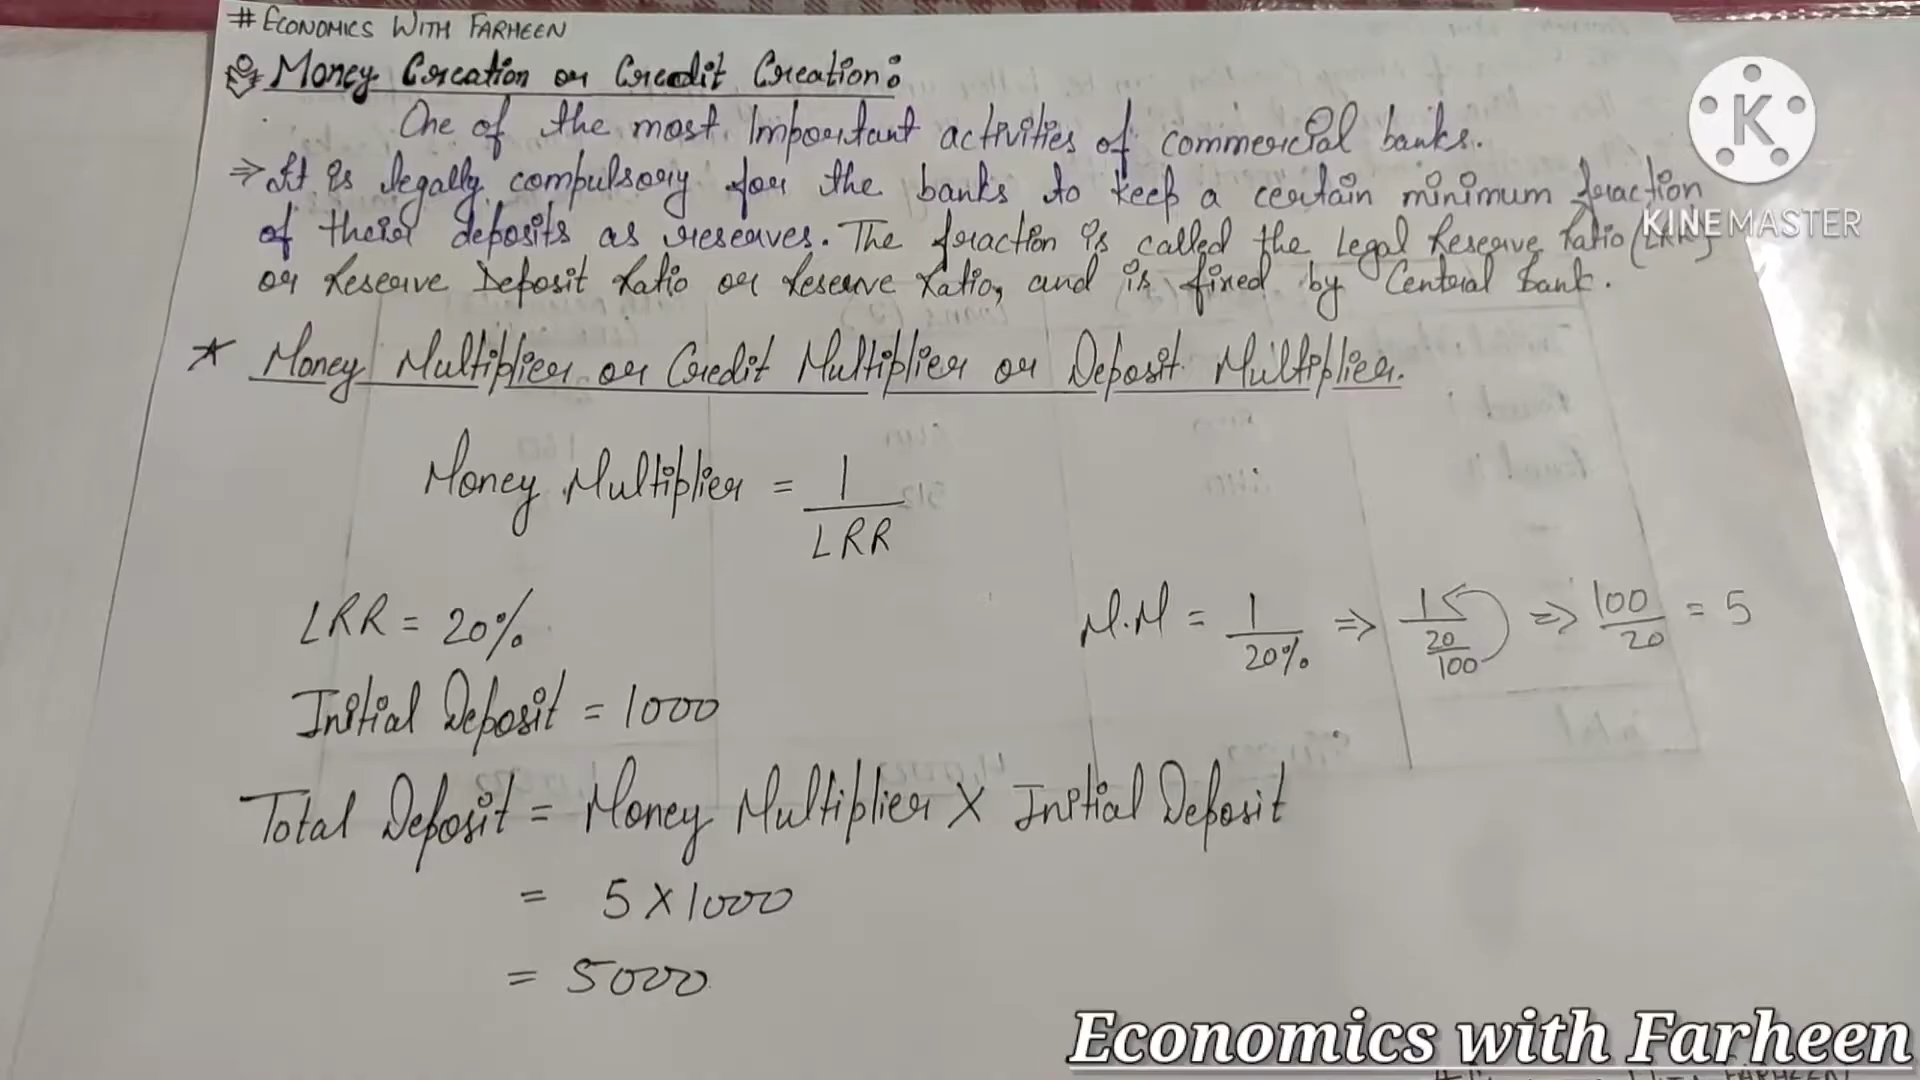 # ECONOMICS WITH FARHEEN
Money Creation or Credit Creation:
One of the most Important activities of commercial banks.
⇒ It is legally compulsory for the banks to keep a certain minimum fraction
of their deposits as reserves. The fraction is called the Legal Reserve Ratio (LRR)
or Reserve Deposit Ratio or Reserve Ratio, and is fixed by Central Bank.
K
KINEMASTER
* Money Multiplier or Credit Multiplier or Deposit Multiplier.
Money Multiplier = 1/LRR
LRR = 20%
M.M = 1/20% ⇒ 1/(20/100) ⇒ 100/20 = 5
Initial Deposit = 1000
Total Deposit = Money Multiplier X Initial Deposit
= 5 X 1000
= 5000
Economics with Farheen